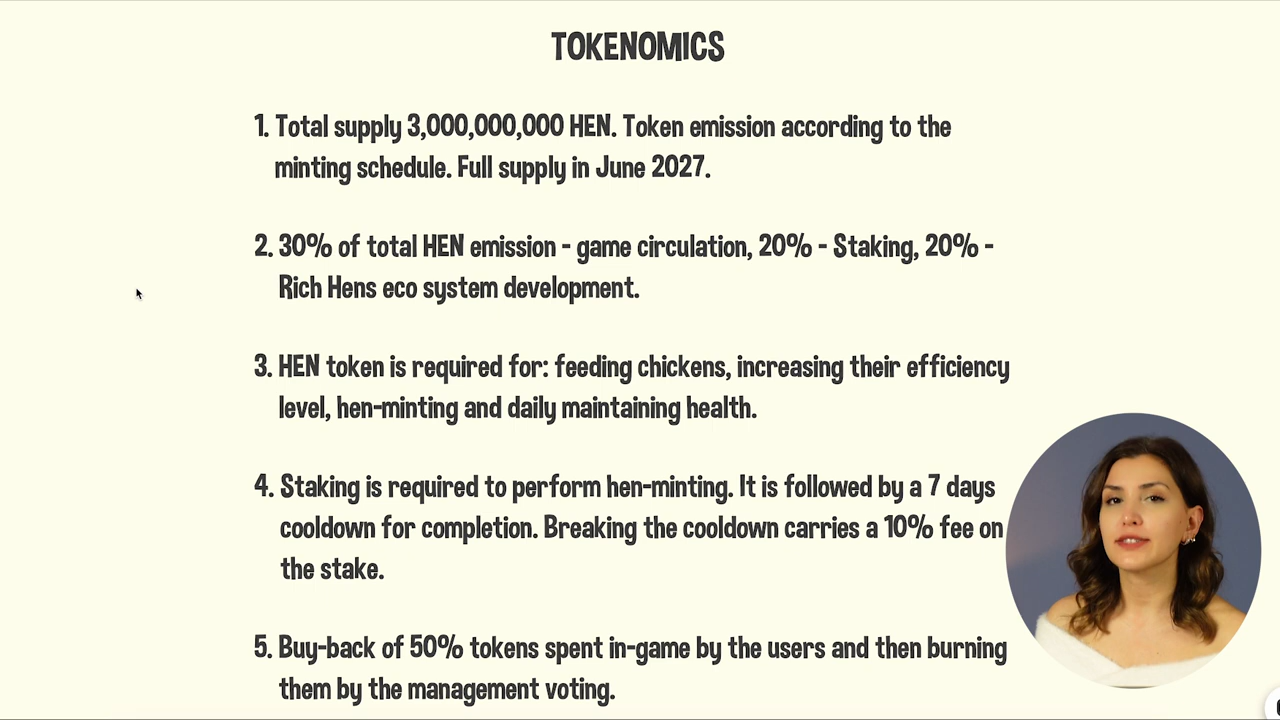 TOKENOMICS
1. Total supply 3,000,000,000 HEN. Token emission according to the
minting schedule. Full supply in June 2027.
2. 30% of total HEN emission - game circulation, 20% - Staking, 20% -
Rich Hens eco system development.
3. HEN token is required for: feeding chickens, increasing their efficiency
level, hen-minting and daily maintaining health.
4. Staking is required to perform hen-minting. It is followed by a 7 days
cooldown for completion. Breaking the cooldown carries a 10% fee on
the stake.
5. Buy-back of 50% tokens spent in-game by the users and then burning
them by the management voting.